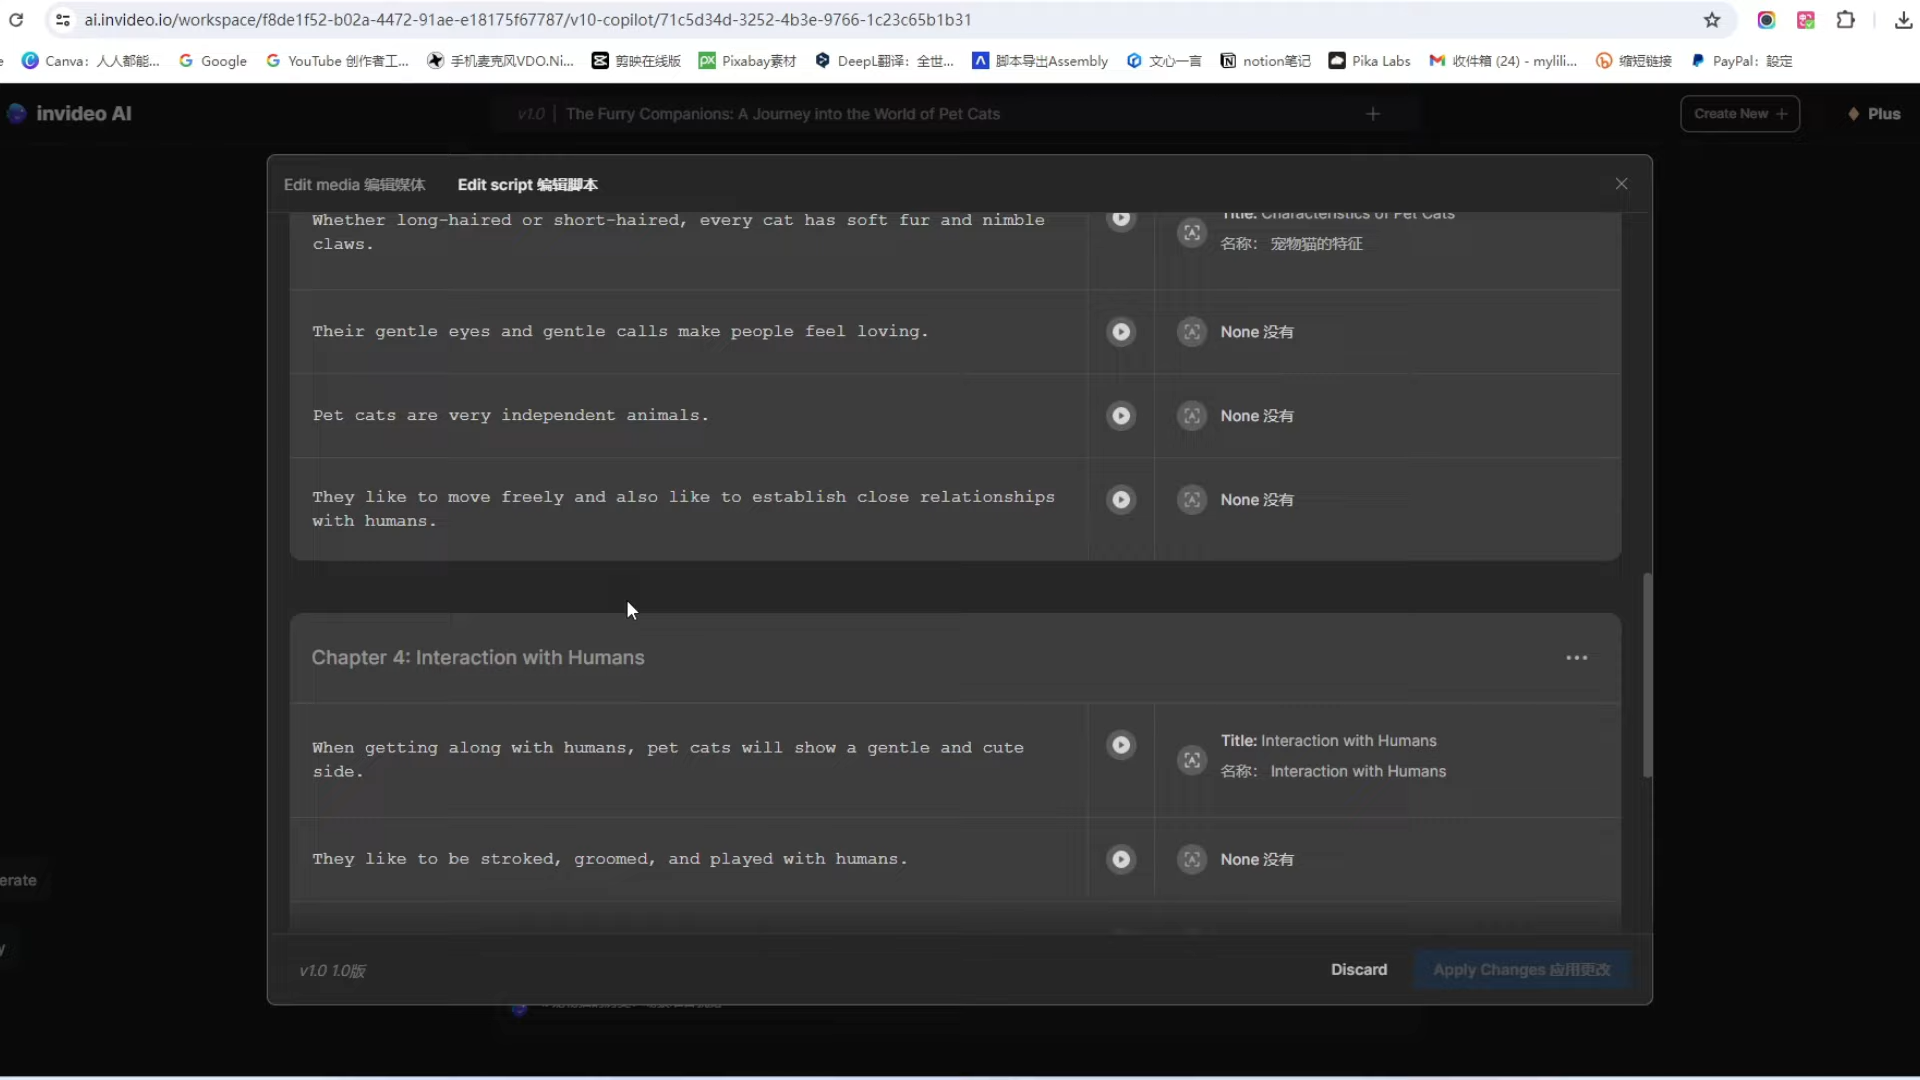 ai.invideo.io/workspace/f8de1f52-b02a-4472-91ae-e18175f67787/v10-copilot/71c5d34d-3252-4b3e-9766-1c23c65b1b31
Canva：人人都能... Google YouTube 创作者工... 手机麦克风VDO.Ni... 剪映在线版 Pixabay素材 DeepL翻译：全世... 脚本导出Assembly 文心一言 notion笔记 Pika Labs 收件箱 (24) - mylili... 缩短链接 PayPal：設定
invideo AI
v1.0 | The Furry Companions: A Journey into the World of Pet Cats
Create New +
Plus
Edit media 编辑媒体 Edit script 编辑脚本
Whether long-haired or short-haired, every cat has soft fur and nimble
claws.
Title: Characteristics of Pet Cats
名称： 宠物猫的特征
Their gentle eyes and gentle calls make people feel loving.
None 没有
Pet cats are very independent animals.
None 没有
They like to move freely and also like to establish close relationships
with humans.
None 没有
Chapter 4: Interaction with Humans
When getting along with humans, pet cats will show a gentle and cute
side.
Title: Interaction with Humans
名称： Interaction with Humans
They like to be stroked, groomed, and played with humans.
None 没有
erate
y
v1.0 1.0版
Discard
Apply Changes 应用更改